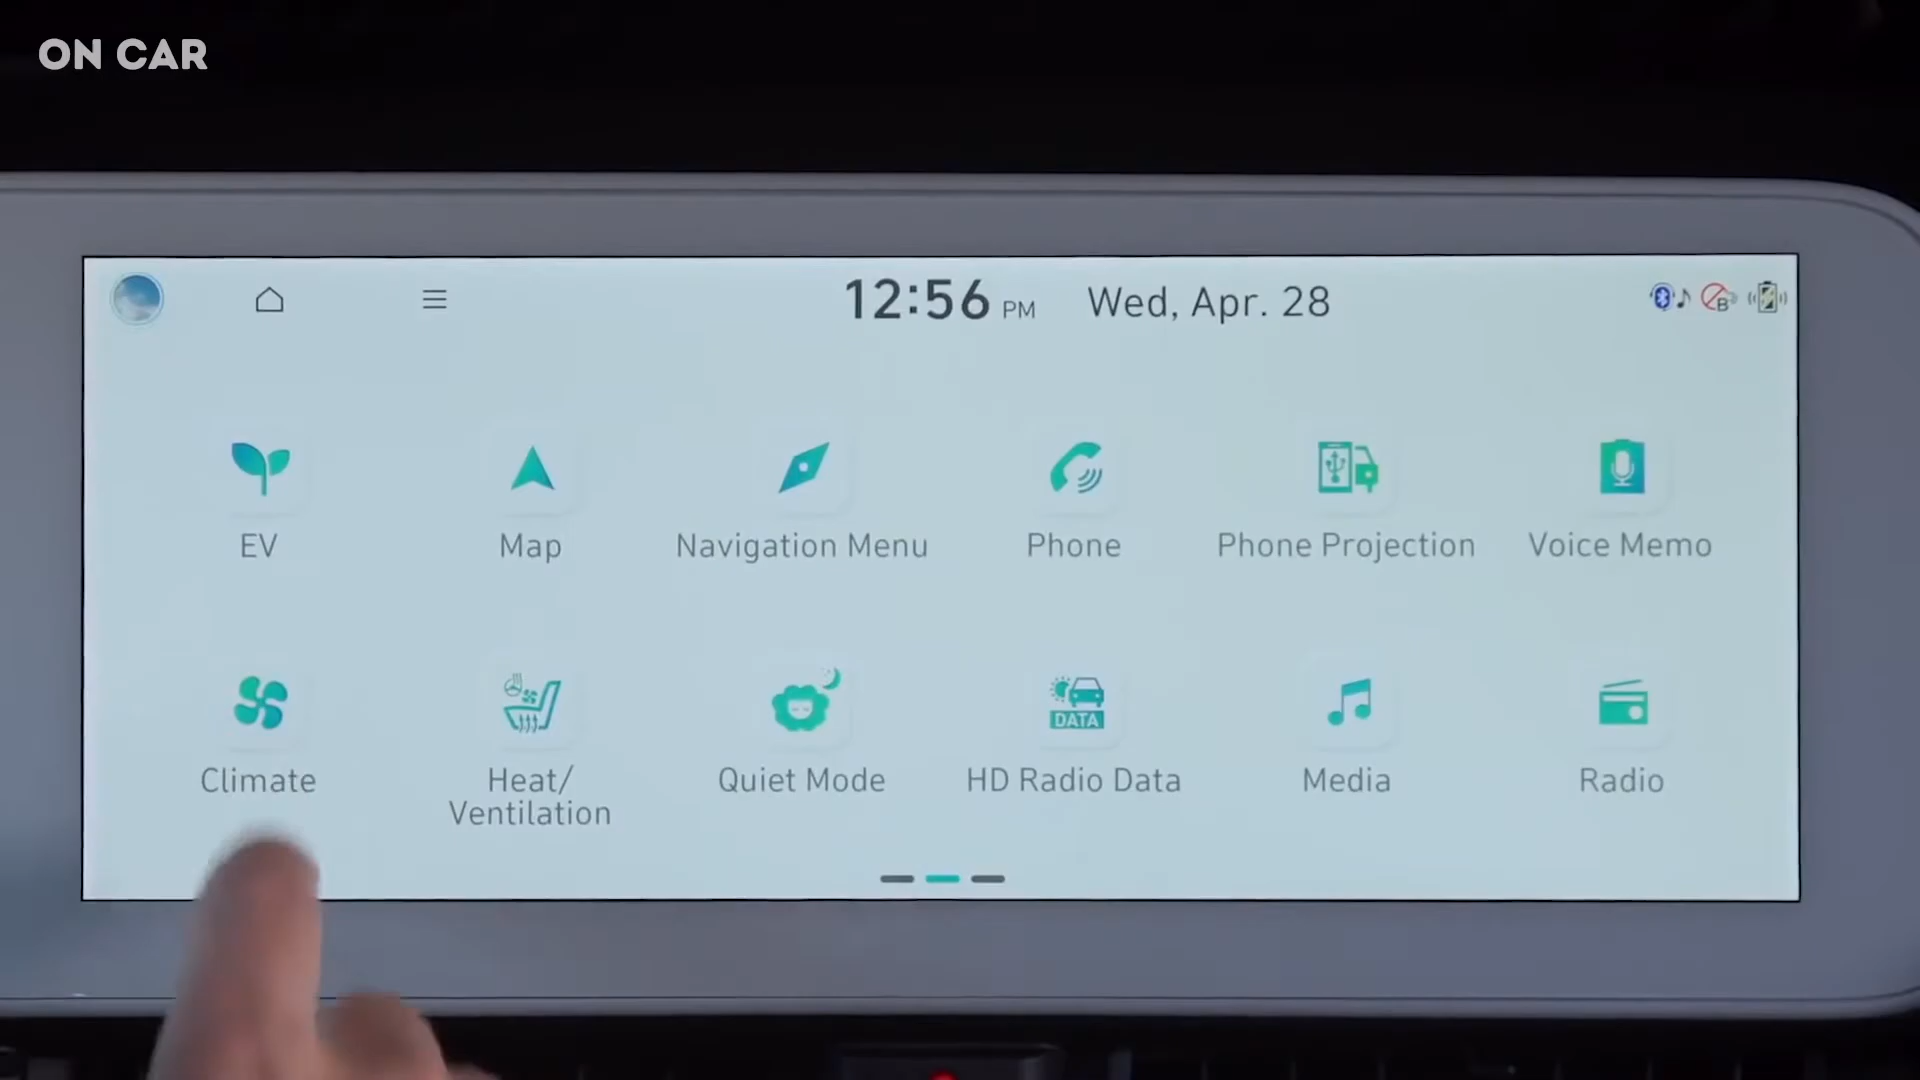 ON CAR
12:56 PM Wed, Apr. 28
EV
Map
Navigation Menu
Phone
Phone Projection
Voice Memo
Climate
Heat/
Ventilation
Quiet Mode
HD Radio Data
DATA
Media
Radio